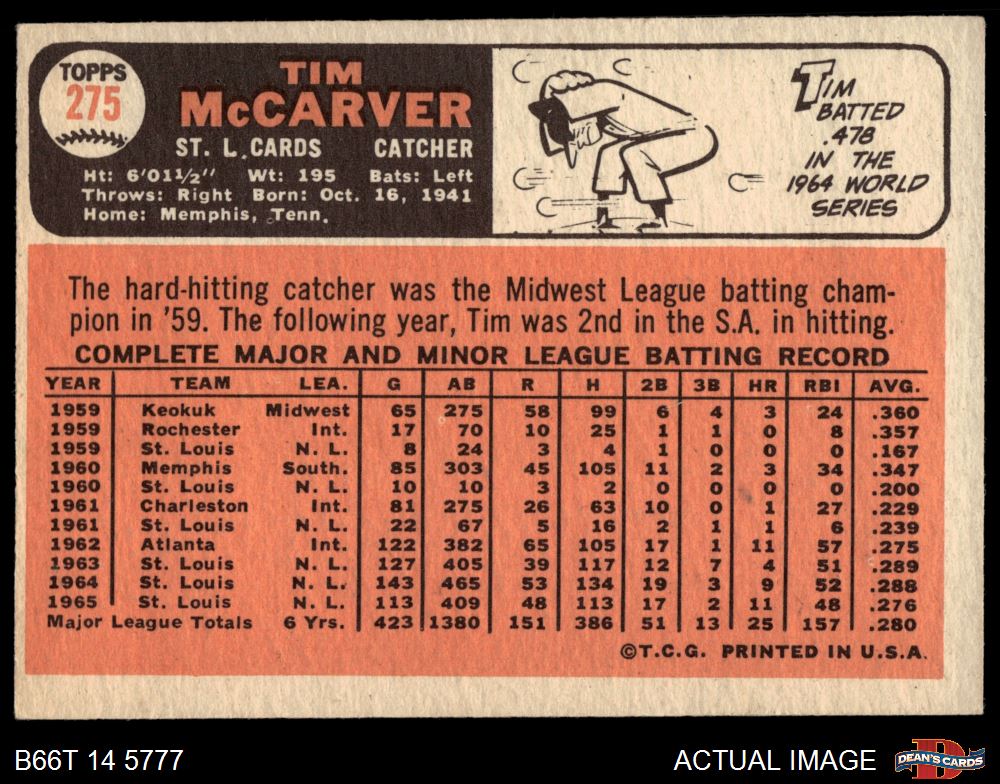 TOPPS
275
TIM
McCARVER
ST. L. CARDS CATCHER
Ht: 6'01½" Wt: 195 Bats: Left
Throws: Right Born: Oct. 16, 1941
Home: Memphis, Tenn.
TIM
BATTED
.478
IN THE
1964 WORLD
SERIES
The hard-hitting catcher was the Midwest League batting cham-
pion in '59. The following year, Tim was 2nd in the S.A. in hitting.
COMPLETE MAJOR AND MINOR LEAGUE BATTING RECORD
YEAR TEAM LEA. G AB R H 2B 3B HR RBI AVG.
1959 Keokuk Midwest 65 275 58 99 6 4 3 24 .360
1959 Rochester Int. 17 70 10 25 1 1 0 8 .357
1959 St. Louis N. L. 8 24 3 4 1 0 0 0 .167
1960 Memphis South. 85 303 45 105 11 2 3 34 .347
1960 St. Louis N. L. 10 10 3 2 0 0 0 0 .200
1961 Charleston Int. 81 275 26 63 10 0 1 27 .229
1961 St. Louis N. L. 22 67 5 16 2 1 1 6 .239
1962 Atlanta Int. 122 382 65 105 17 1 11 57 .275
1963 St. Louis N. L. 127 405 39 117 12 7 4 51 .289
1964 St. Louis N. L. 143 465 53 134 19 3 9 52 .288
1965 St. Louis N. L. 113 409 48 113 17 2 11 48 .276
Major League Totals 6 Yrs. 423 1380 151 386 51 13 25 157 .280
©T.C.G. PRINTED IN U.S.A.
B66T 14 5777
ACTUAL IMAGE
DEAN'S CARDS